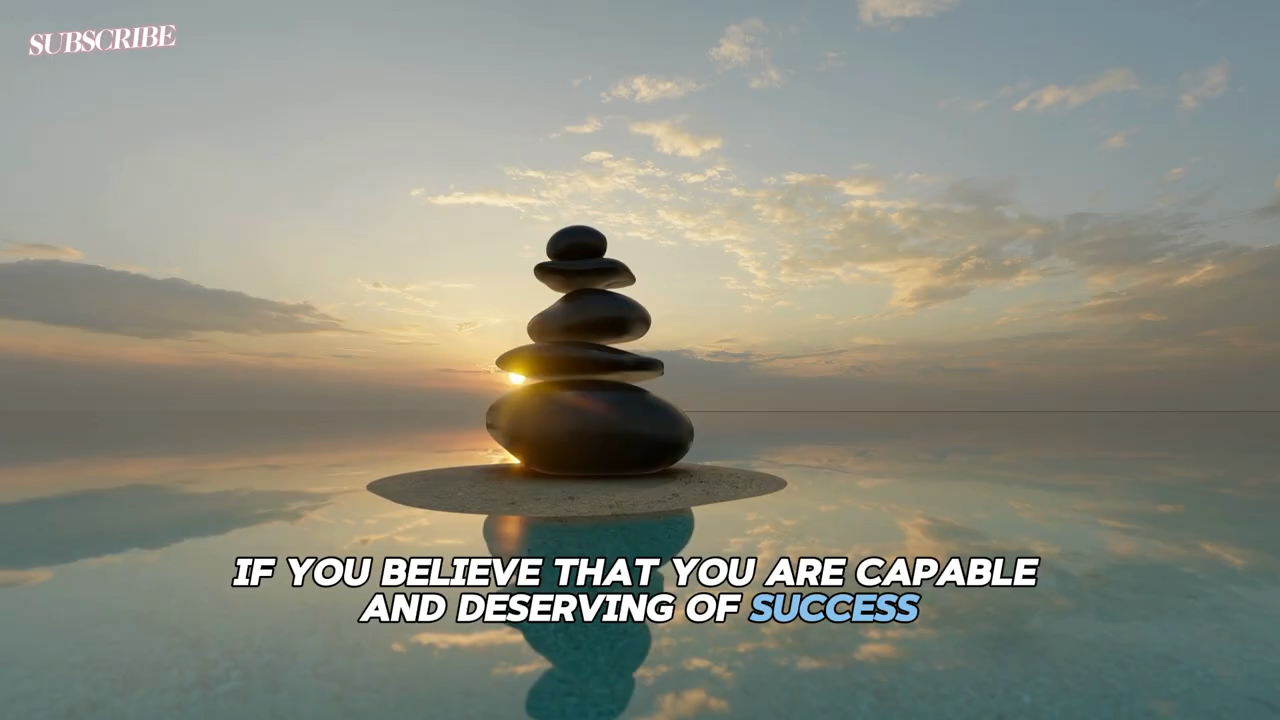 SUBSCRIBE
IF YOU BELIEVE THAT YOU ARE CAPABLE
AND DESERVING OF SUCCESS